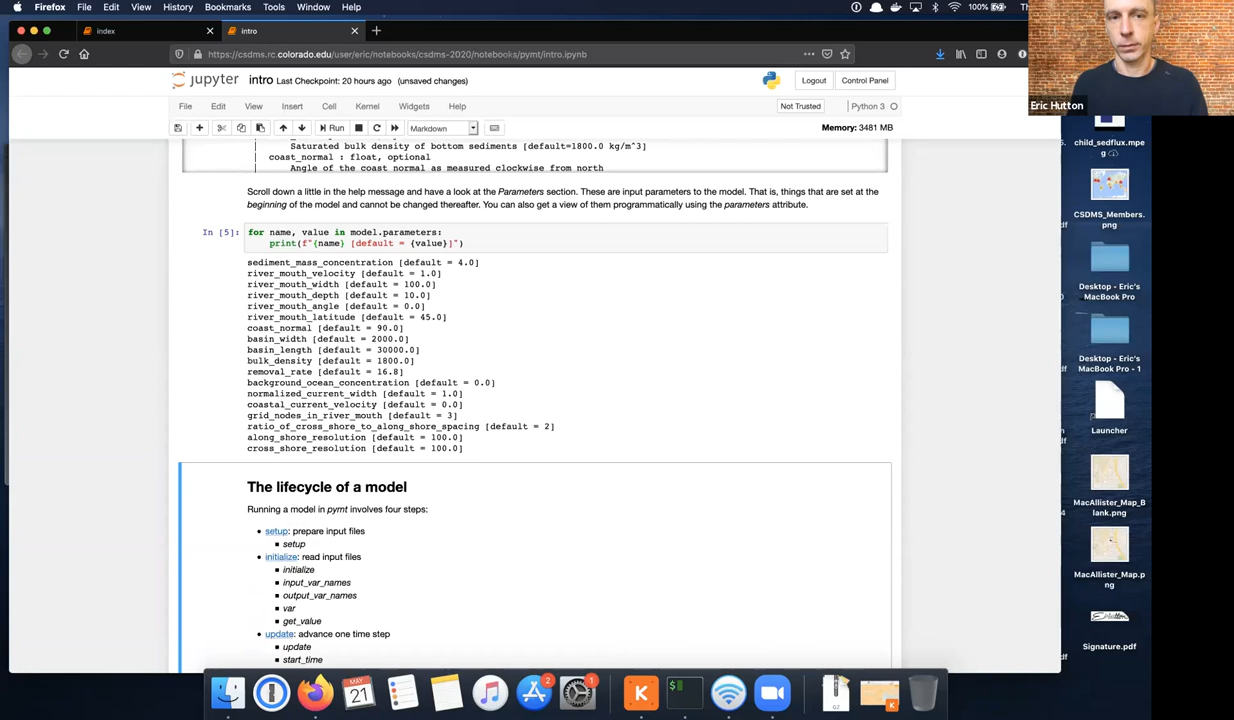 Firefox File Edit View History Bookmarks Tools Window Help 100%
index
intro
https://csdms.rc.colorado.edu/user/eric/notebooks/csdms-2020/notebooks/pymt/intro.ipynb
jupyter intro Last Checkpoint: 20 hours ago (unsaved changes)
Logout Control Panel
File Edit View Insert Cell Kernel Widgets Help
Not Trusted Python 3
Run Markdown
Memory: 3481 MB
Saturated bulk density of bottom sediments [default=1800.0 kg/m^3]
| coast_normal : float, optional
| Angle of the coast normal as measured clockwise from north
Scroll down a little in the help message and have a look at the Parameters section. These are input parameters to the model. That is, things that are set at the
beginning of the model and cannot be changed thereafter. You can also get a view of them programmatically using the parameters attribute.
In [5]: for name, value in model.parameters:
print(f"{name} [default = {value}]")
sediment_mass_concentration [default = 4.0]
river_mouth_velocity [default = 1.0]
river_mouth_width [default = 100.0]
river_mouth_depth [default = 10.0]
river_mouth_angle [default = 0.0]
river_mouth_latitude [default = 45.0]
coast_normal [default = 90.0]
basin_width [default = 2000.0]
basin_length [default = 30000.0]
bulk_density [default = 1800.0]
removal_rate [default = 16.8]
background_ocean_concentration [default = 0.0]
normalized_current_width [default = 1.0]
coastal_current_velocity [default = 0.0]
grid_nodes_in_river_mouth [default = 3]
ratio_of_cross_shore_to_along_shore_spacing [default = 2]
along_shore_resolution [default = 100.0]
cross_shore_resolution [default = 100.0]
The lifecycle of a model
Running a model in pymt involves four steps:
• setup: prepare input files
▪ setup
• initialize: read input files
▪ initialize
▪ input_var_names
▪ output_var_names
▪ var
▪ get_value
• update: advance one time step
▪ update
▪ start_time
Eric Hutton
child_sedflux.mpe
g
CSDMS_Members.
png
Desktop - Eric's
MacBook Pro
Desktop - Eric's
MacBook Pro - 1
Launcher
MacAllister_Map_B
lank.png
MacAllister_Map.p
ng
Signature.pdf
MAY
21
2
1
K